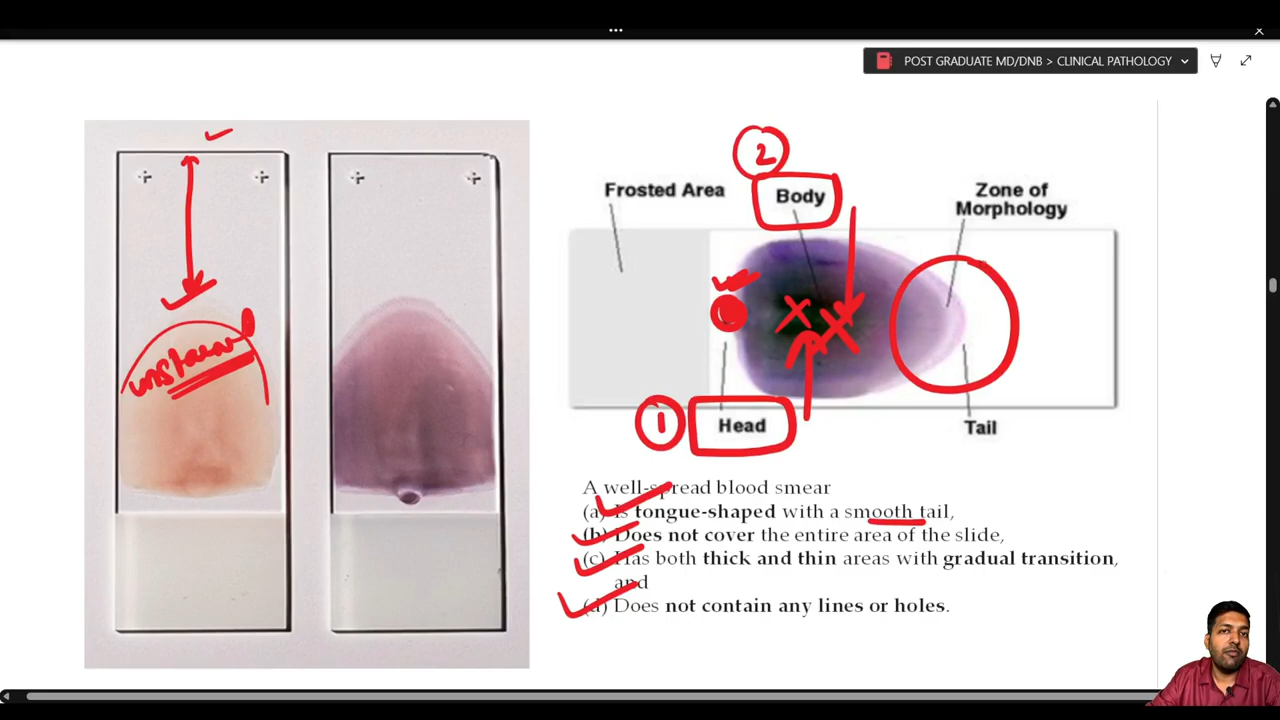 POST GRADUATE MD/DNB > CLINICAL PATHOLOGY
2
Frosted Area
Body
Zone of
Morphology
unstained
1
Head
Tail
A well-spread blood smear
(a) Is tongue-shaped with a smooth tail,
(b) Does not cover the entire area of the slide,
(c) Has both thick and thin areas with gradual transition,
and
(d) Does not contain any lines or holes.